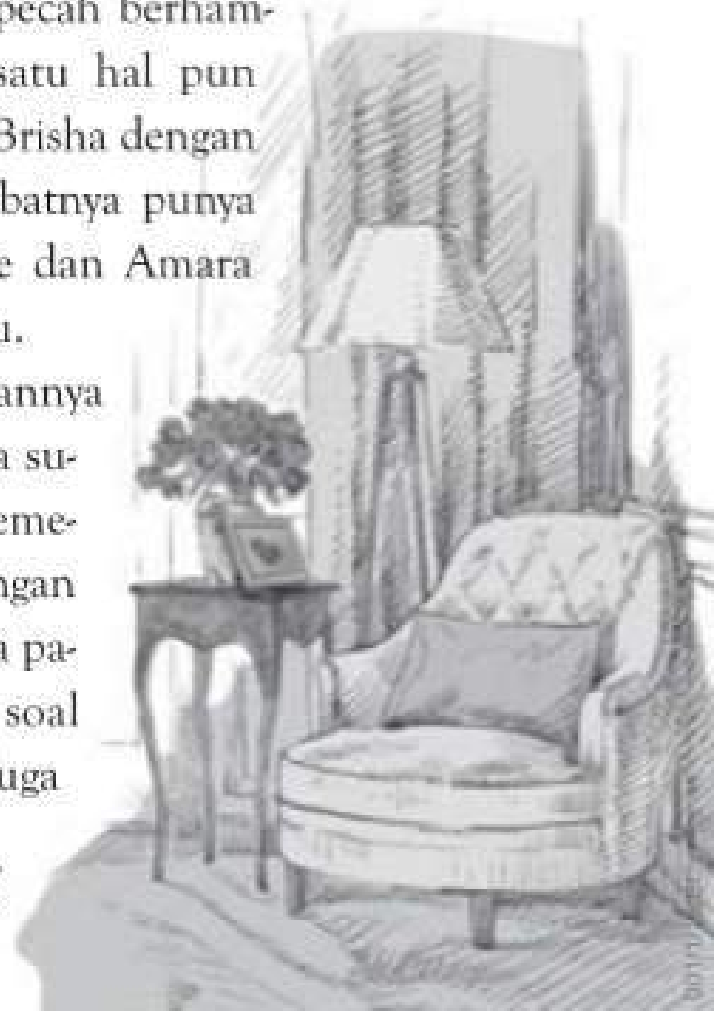 pecah berham-
satu hal pun
Brisha dengan
batnya punya
e dan Amara
u.
annya
a su-
eme-
ngan
a pa-
soal
uga